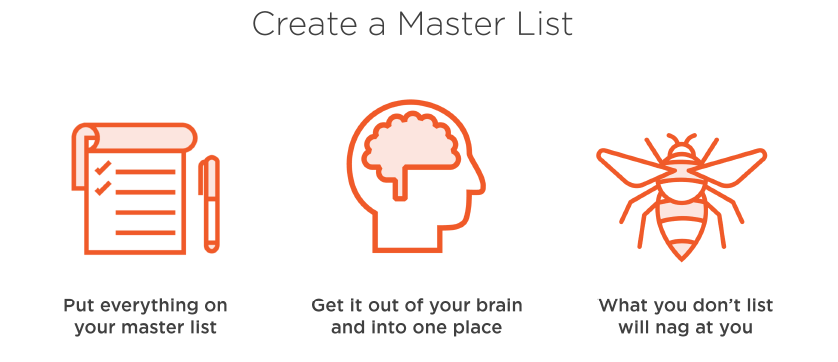 Create a Master List
Put everything on
your master list
Get it out of your brain
and into one place
What you don’t list
will nag at you